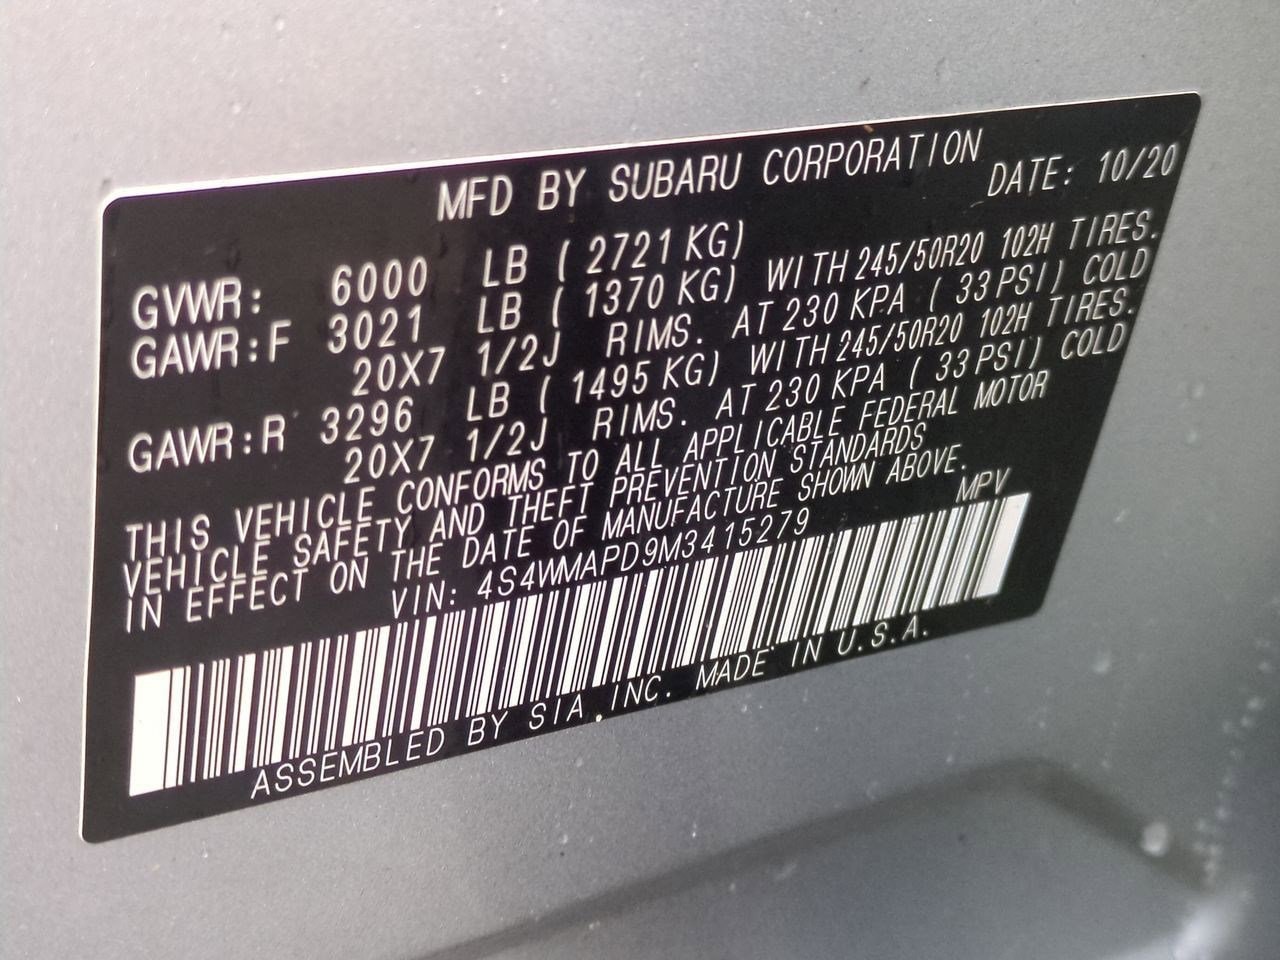 MFD BY SUBARU CORPORATION
DATE: 10/20
GVWR: 6000 LB ( 2721 KG)
GAWR:F 3021 LB ( 1370 KG) WITH 245/50R20 102H TIRES.
20X7 1/2J RIMS. AT 230 KPA ( 33 PSI) COLD
GAWR:R 3296 LB ( 1495 KG) WITH 245/50R20 102H TIRES.
20X7 1/2J RIMS. AT 230 KPA ( 33 PSI) COLD
THIS VEHICLE CONFORMS TO ALL APPLICABLE FEDERAL MOTOR
VEHICLE SAFETY AND THEFT PREVENTION STANDARDS
IN EFFECT ON THE DATE OF MANUFACTURE SHOWN ABOVE.
VIN: 4S4WMAPD9M3415279 MPV
ASSEMBLED BY SIA, INC. MADE IN U.S.A.